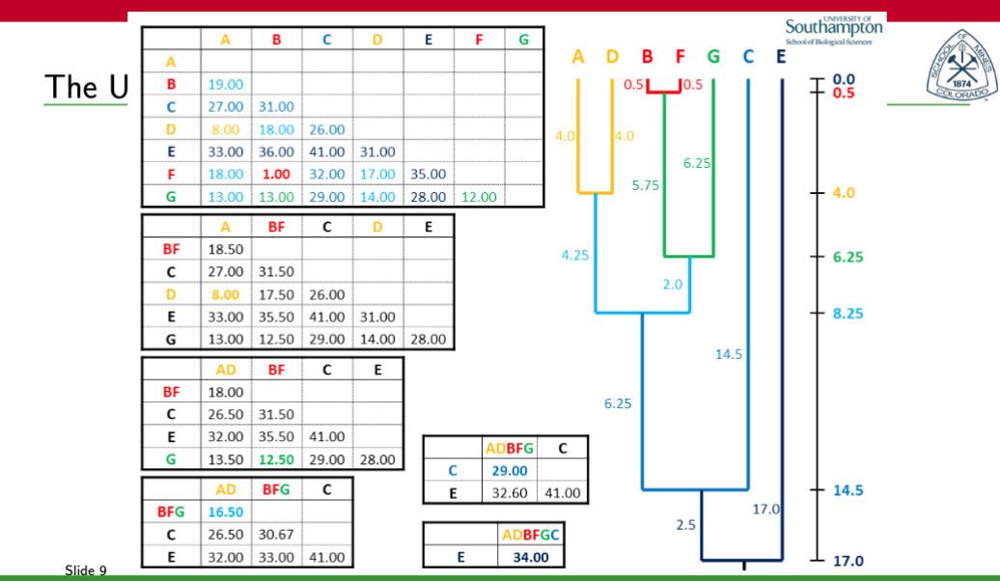 UNIVERSITY OF
Southampton
School of Biological Sciences
SCHOOL OF MINES
1874
COLORADO
The U
A B C D E F G
A
B 19.00
C 27.00 31.00
D 8.00 18.00 26.00
E 33.00 36.00 41.00 31.00
F 18.00 1.00 32.00 17.00 35.00
G 13.00 13.00 29.00 14.00 28.00 12.00
A BF C D E
BF 18.50
C 27.00 31.50
D 8.00 17.50 26.00
E 33.00 35.50 41.00 31.00
G 13.00 12.50 29.00 14.00 28.00
AD BF C E
BF 18.00
C 26.50 31.50
E 32.00 35.50 41.00
G 13.50 12.50 29.00 28.00
AD BFG C
BFG 16.50
C 26.50 30.67
E 32.00 33.00 41.00
ADBFG C
C 29.00
E 32.60 41.00
ADBFGC
E 34.00
A D B F G C E
0.5 0.5
4.0 4.0
6.25
5.75
4.25
2.0
14.5
6.25
17.0
2.5
0.0
0.5
4.0
6.25
8.25
14.5
17.0
Slide 9